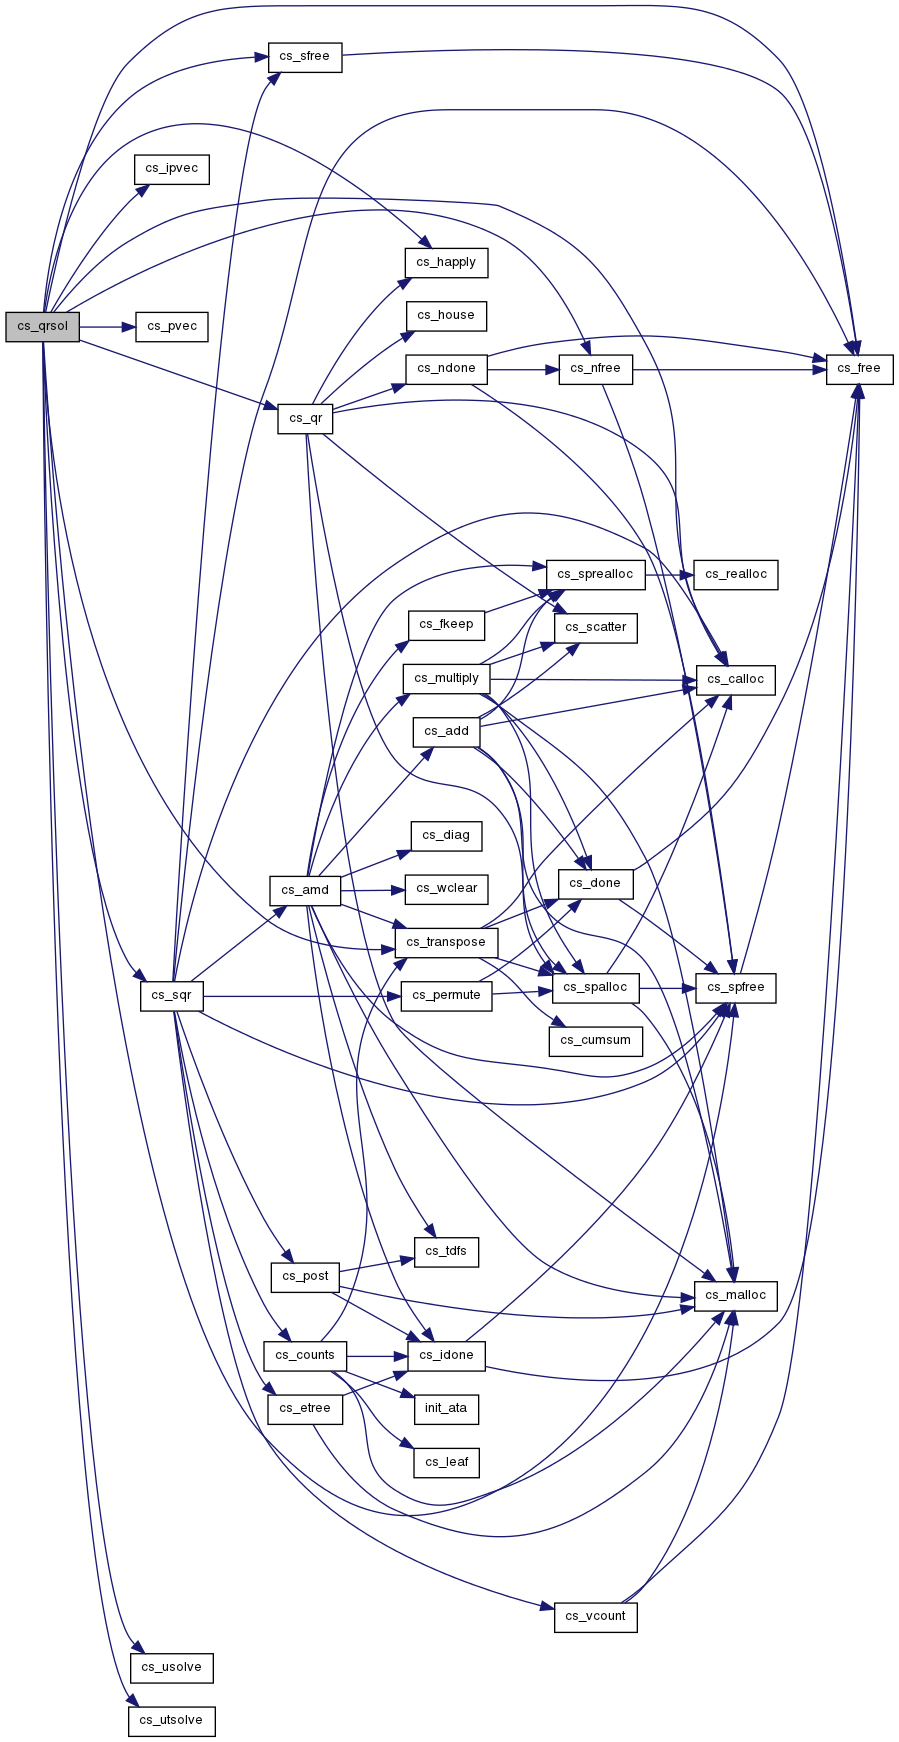 cs_sfree
cs_ipvec
cs_happly
cs_house
cs_qrsol
cs_pvec
cs_ndone
cs_nfree
cs_free
cs_qr
cs_sprealloc
cs_realloc
cs_fkeep
cs_scatter
cs_multiply
cs_calloc
cs_add
cs_diag
cs_amd
cs_wclear
cs_done
cs_transpose
cs_sqr
cs_permute
cs_spalloc
cs_spfree
cs_cumsum
cs_tdfs
cs_post
cs_malloc
cs_counts
cs_idone
cs_etree
init_ata
cs_leaf
cs_vcount
cs_usolve
cs_utsolve